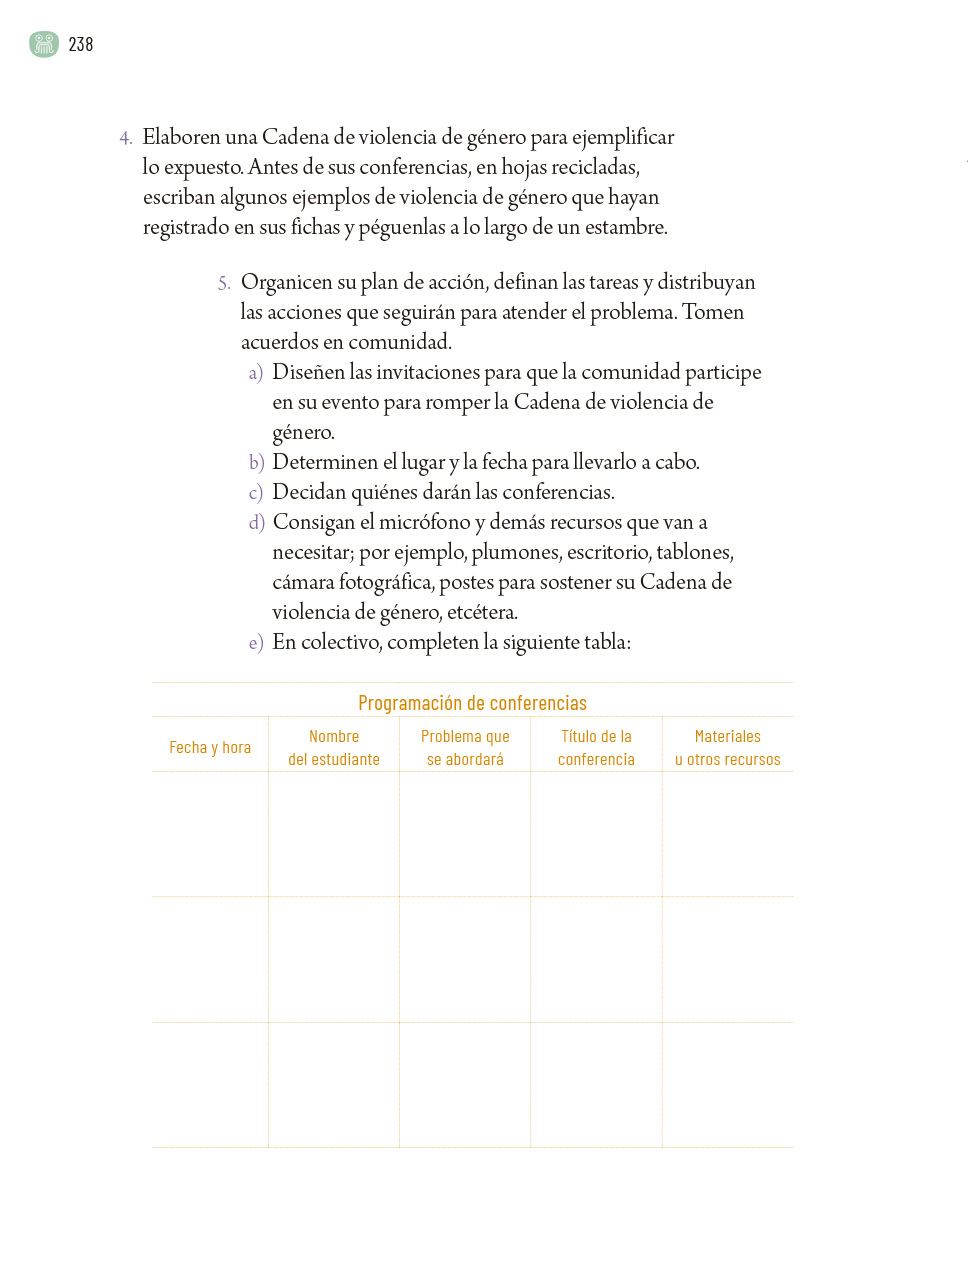 238
4. Elaboren una Cadena de violencia de género para ejemplificar
lo expuesto. Antes de sus conferencias, en hojas recicladas,
escriban algunos ejemplos de violencia de género que hayan
registrado en sus fichas y péguenlas a lo largo de un estambre.
5. Organicen su plan de acción, definan las tareas y distribuyan
las acciones que seguirán para atender el problema. Tomen
acuerdos en comunidad.
a) Diseñen las invitaciones para que la comunidad participe
en su evento para romper la Cadena de violencia de
género.
b) Determinen el lugar y la fecha para llevarlo a cabo.
c) Decidan quiénes darán las conferencias.
d) Consigan el micrófono y demás recursos que van a
necesitar; por ejemplo, plumones, escritorio, tablones,
cámara fotográfica, postes para sostener su Cadena de
violencia de género, etcétera.
e) En colectivo, completen la siguiente tabla:
Programación de conferencias
Fecha y hora
Nombre
del estudiante
Problema que
se abordará
Título de la
conferencia
Materiales
u otros recursos